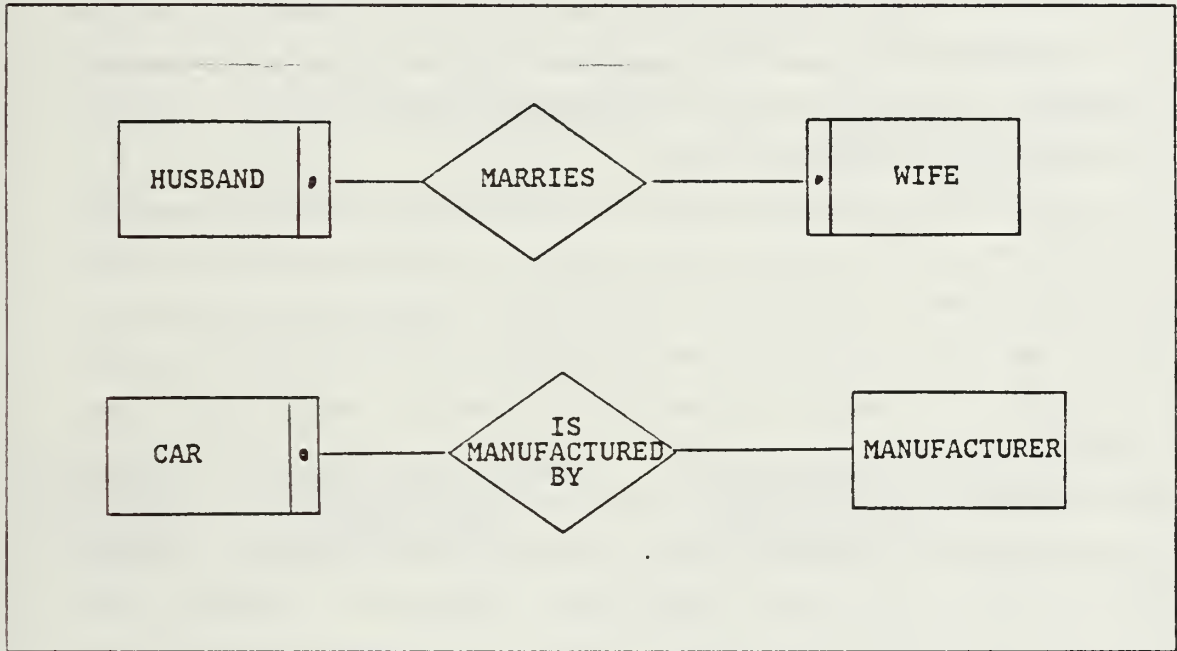 HUSBAND
MARRIES
WIFE
CAR
IS
MANUFACTURED
BY
MANUFACTURER